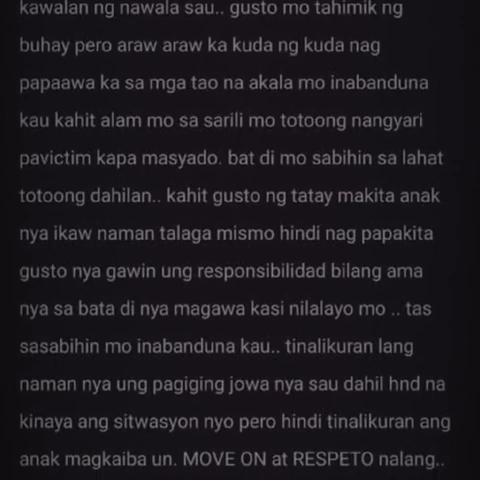 kawalan ng nawala sau.. gusto mo tahimik ng
buhay pero araw araw ka kuda ng kuda nag
papaawa ka sa mga tao na akala mo inabanduna
kau kahit alam mo sa sarili mo totoong nangyari
pavictim kapa masyado. bat di mo sabihin sa lahat
totoong dahilan.. kahit gusto ng tatay makita anak
nya ikaw naman talaga mismo hindi nag papakita
gusto nya gawin ung responsibilidad bilang ama
nya sa bata di nya magawa kasi nilalayo mo .. tas
sasabihin mo inabanduna kau.. tinalikuran lang
naman nya ung pagiging jowa nya sau dahil hnd na
kinaya ang sitwasyon nyo pero hindi tinalikuran ang
anak magkaiba un. MOVE ON at RESPETO nalang..